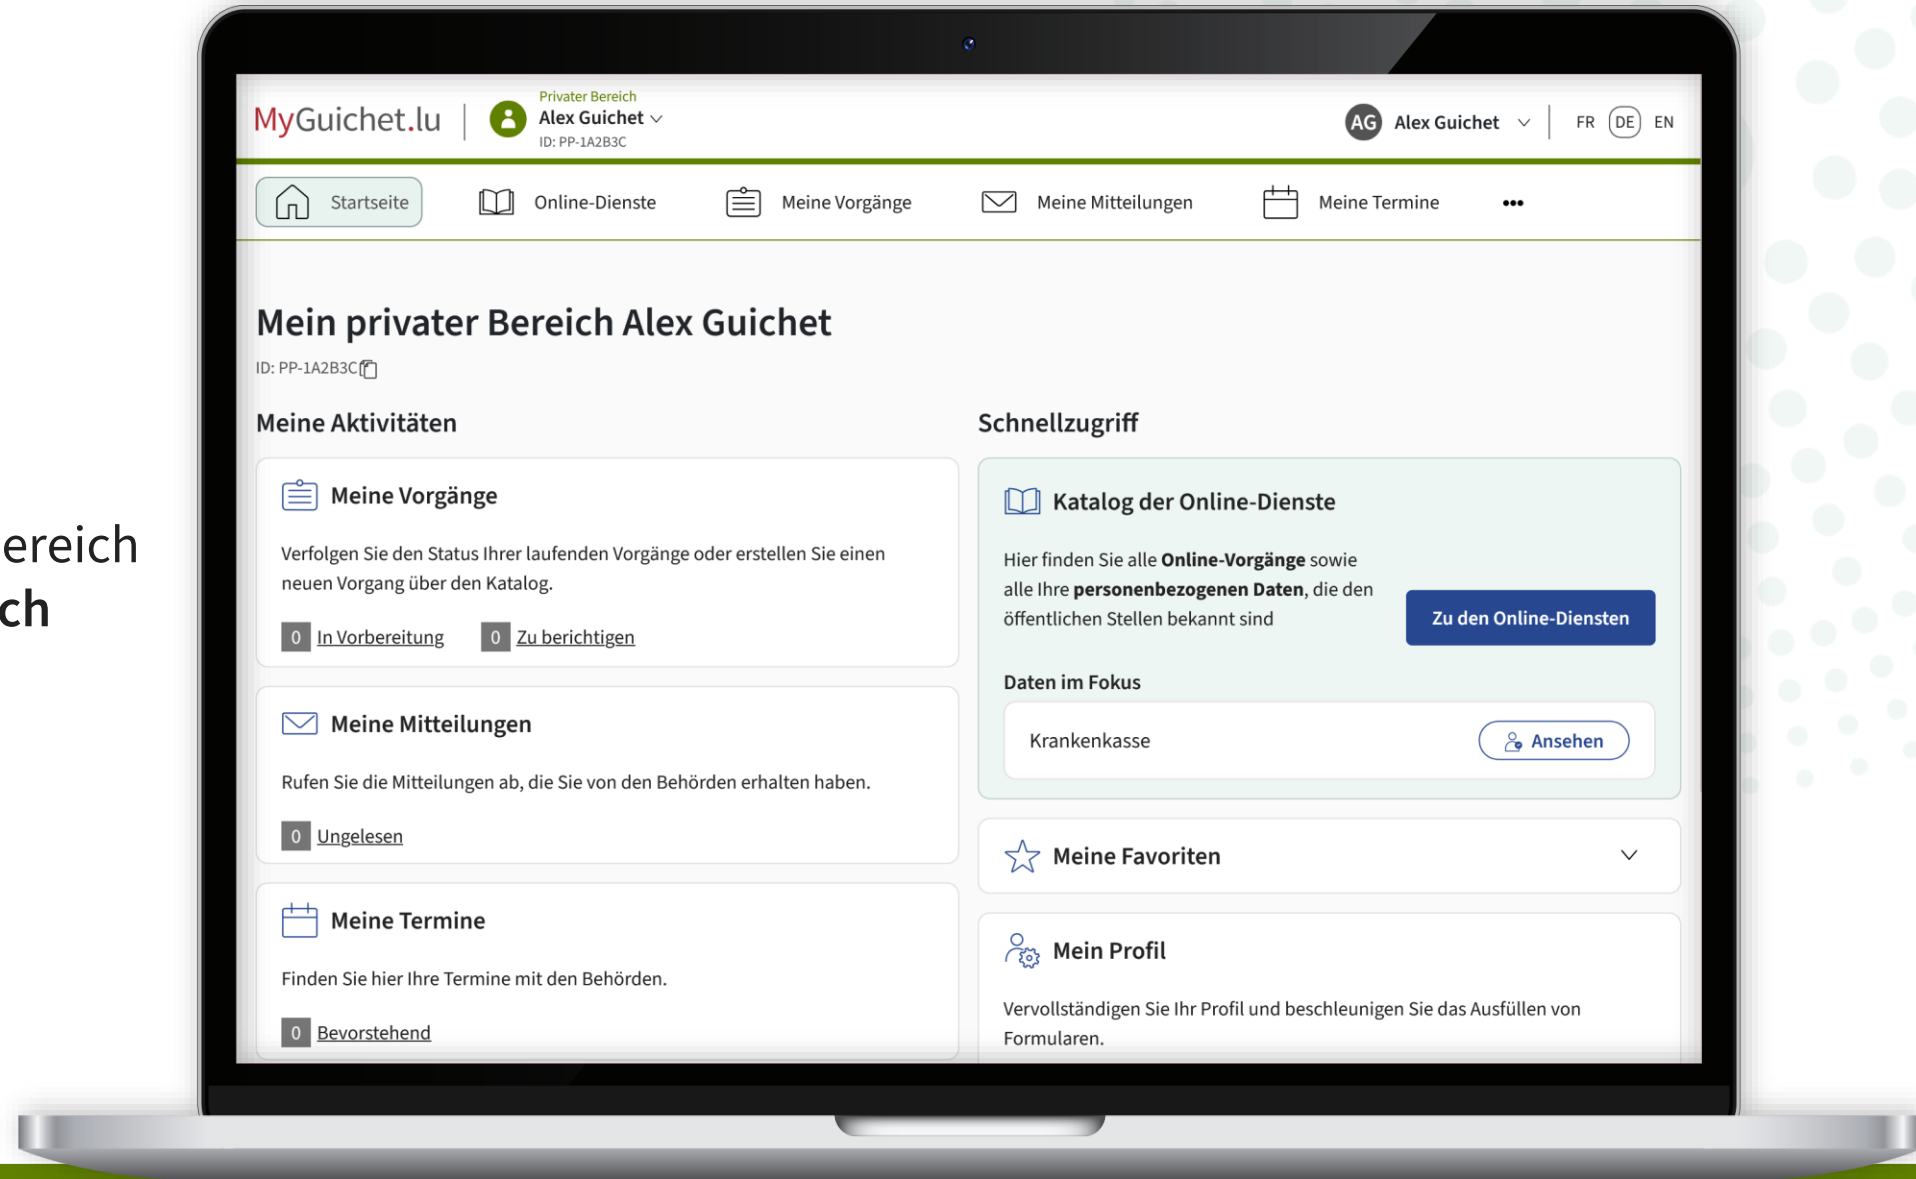 MyGuichet.lu
Privater Bereich
Alex Guichet
ID: PP-1A2B3C
AG Alex Guichet
FR DE EN
Startseite
Online-Dienste
Meine Vorgänge
Meine Mitteilungen
Meine Termine
Mein privater Bereich Alex Guichet
ID: PP-1A2B3C
Meine Aktivitäten
Meine Vorgänge
Verfolgen Sie den Status Ihrer laufenden Vorgänge oder erstellen Sie einen
neuen Vorgang über den Katalog.
0 In Vorbereitung 0 Zu berichtigen
Meine Mitteilungen
Rufen Sie die Mitteilungen ab, die Sie von den Behörden erhalten haben.
0 Ungelesen
Meine Termine
Finden Sie hier Ihre Termine mit den Behörden.
0 Bevorstehend
Schnellzugriff
Katalog der Online-Dienste
Hier finden Sie alle Online-Vorgänge sowie
alle Ihre personenbezogenen Daten, die den
öffentlichen Stellen bekannt sind
Zu den Online-Diensten
Daten im Fokus
Krankenkasse
Ansehen
Meine Favoriten
Mein Profil
Vervollständigen Sie Ihr Profil und beschleunigen Sie das Ausfüllen von
Formularen.
ereich
ch